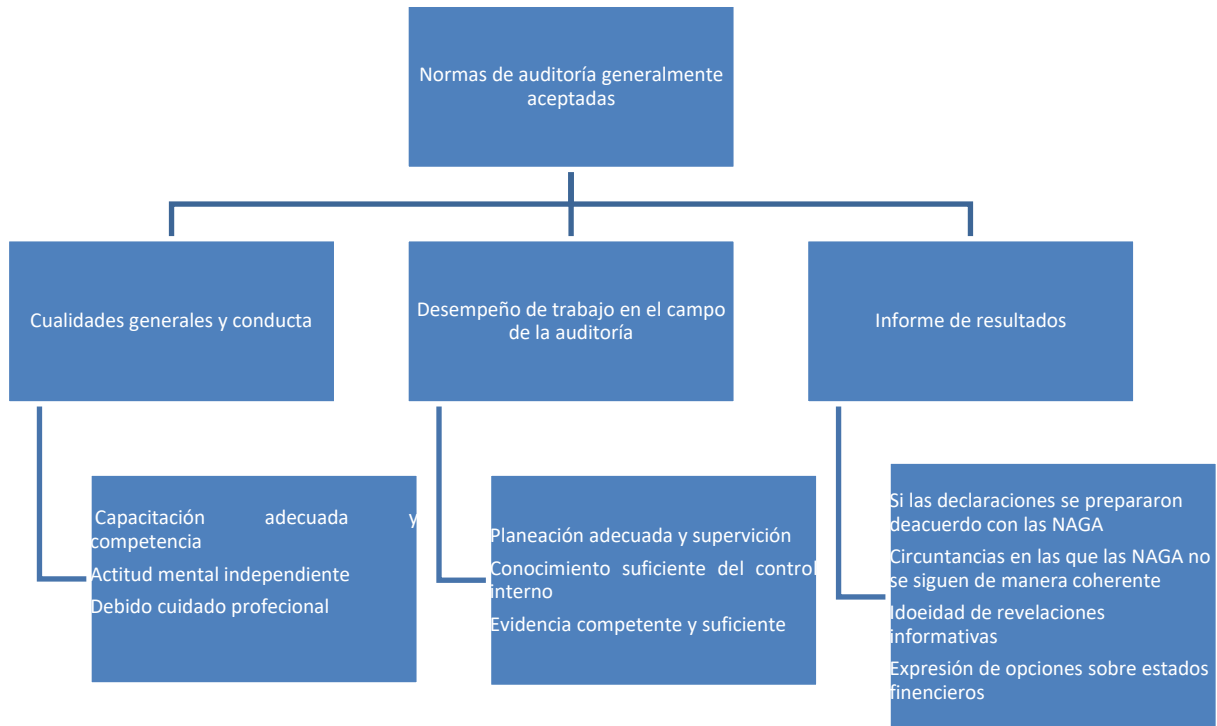 Normas de auditoría generalmente
aceptadas
Cualidades generales y conducta
Desempeño de trabajo en el campo
de la auditoría
Informe de resultados
Capacitación adecuada y
competencia
Actitud mental independiente
Debido cuidado profecional
Planeación adecuada y supervición
Conocimiento suficiente del control
interno
Evidencia competente y suficiente
Si las declaraciones se prepararon
deacuerdo con las NAGA
Circuntancias en las que las NAGA no
se siguen de manera coherente
Idoeidad de revelaciones
informativas
Expresión de opciones sobre estados
finencieros